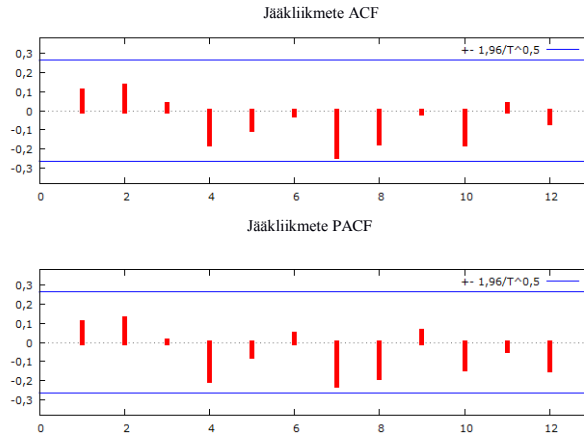 Jääkliikmete ACF
+- 1,96/T^0,5
0,3
0,2
0,1
0
-0,1
-0,2
-0,3
0 2 4 6 8 10 12
Jääkliikmete PACF
+- 1,96/T^0,5
0,3
0,2
0,1
0
-0,1
-0,2
-0,3
0 2 4 6 8 10 12